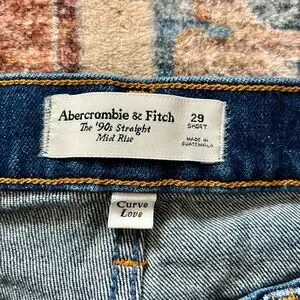 Abercrombie & Fitch
The '90s Straight
Mid Rise
29
SHORT
MADE IN
GUATEMALA
Curve
Love